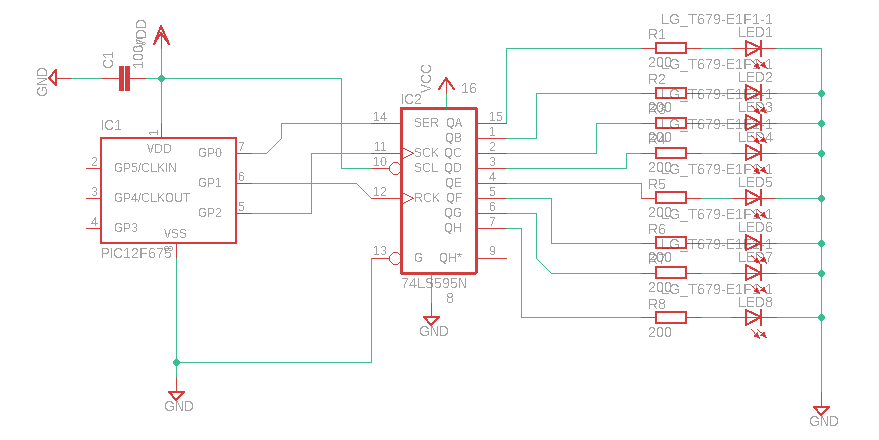 GND
C1
100n
VDD
IC1
1
VDD
2
GP5/CLKIN
3
GP4/CLKOUT
4
GP3
VSS
8
PIC12F675
GP0
7
GP1
6
GP2
5
GND
VCC
16
IC2
14
SER
11
SCK
10
SCL
12
RCK
13
G
QA
15
QB
1
QC
2
QD
3
QE
4
QF
5
QG
6
QH
7
QH*
9
74LS595N
8
GND
LG_T679-E1F1-1
R1
LED1
200
LG_T679-E1F1-1
R2
LED2
200
LG_T679-E1F1-1
R3
LED3
200
LG_T679-E1F1-1
R4
LED4
200
LG_T679-E1F1-1
R5
LED5
200
LG_T679-E1F1-1
R6
LED6
200
LG_T679-E1F1-1
LED7
200
LG_T679-E1F1-1
R8
LED8
200
GND